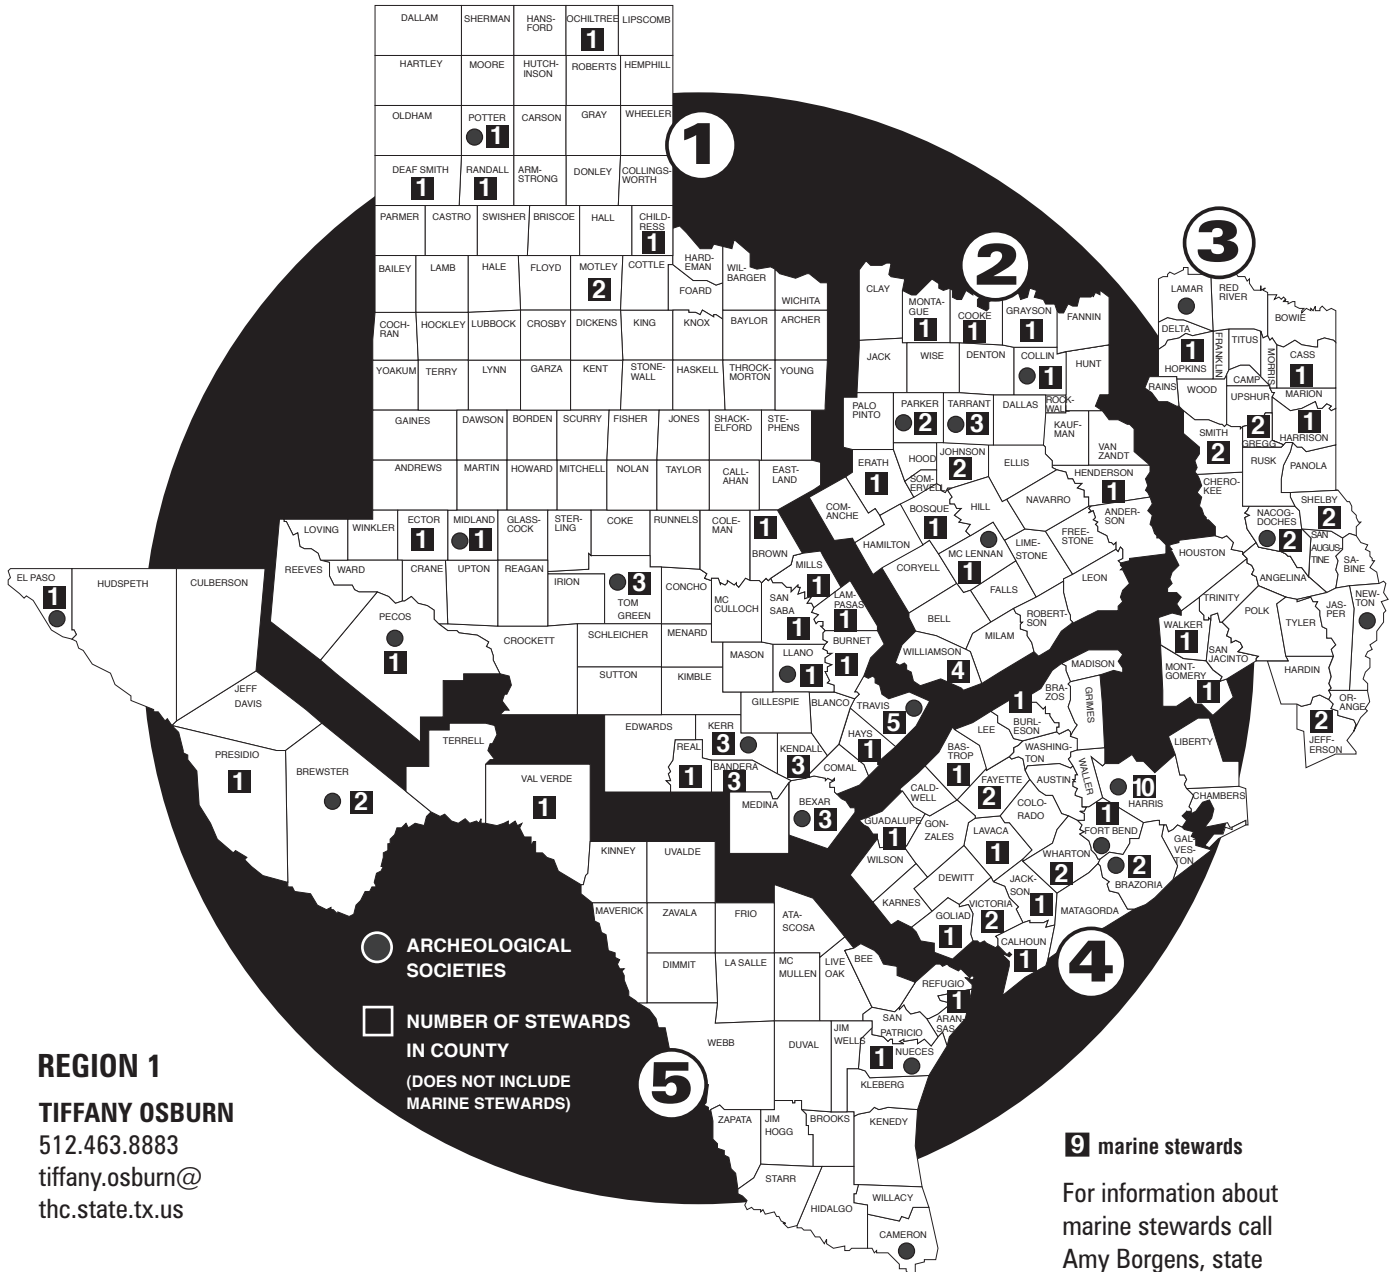 DALLAM SHERMAN HANS-
FORD OCHILTREE LIPSCOMB
1
HARTLEY MOORE HUTCH-
INSON ROBERTS HEMPHILL
OLDHAM POTTER CARSON GRAY WHEELER
1
1
DEAF SMITH RANDALL ARM-
STRONG DONLEY COLLINGS-
WORTH
1 1
PARMER CASTRO SWISHER BRISCOE HALL CHILD-
RESS
1
BAILEY LAMB HALE FLOYD MOTLEY COTTLE HARD-
EMAN WIL-
BARGER
2
FOARD WICHITA
COCH-
RAN HOCKLEY LUBBOCK CROSBY DICKENS KING KNOX BAYLOR ARCHER
YOAKUM TERRY LYNN GARZA KENT STONE-
WALL HASKELL THROCK-
MORTON YOUNG
GAINES DAWSON BORDEN SCURRY FISHER JONES SHACK-
ELFORD STE-
PHENS
ANDREWS MARTIN HOWARD MITCHELL NOLAN TAYLOR CALL-
AHAN EAST-
LAND
LOVING WINKLER ECTOR MIDLAND GLASS-
COCK STER-
LING COKE RUNNELS COLE-
MAN BROWN
1 1 1
REEVES WARD CRANE UPTON REAGAN IRION TOM
GREEN CONCHO MC
CULLOCH SAN
SABA MILLS LAM-
PASAS
3 1 1 1
EL PASO HUDSPETH CULBERSON
1
PECOS CROCKETT SCHLEICHER MENARD MASON LLANO BURNET
1 1 1
JEFF
DAVIS SUTTON KIMBLE GILLESPIE BLANCO TRAVIS
5
PRESIDIO BREWSTER TERRELL VAL VERDE EDWARDS REAL KERR BANDERA KENDALL COMAL HAYS
1 2 1 1 3 3 3 1
MEDINA BEXAR
3
2
CLAY MONTA-
GUE COOKE GRAYSON FANNIN
1 1 1
JACK WISE DENTON COLLIN HUNT
1
PALO
PINTO PARKER TARRANT DALLAS ROCK-
WALL KAUF-
MAN VAN
ZANDT
2 3
ERATH HOOD JOHNSON ELLIS HENDERSON
1 2 1
SOM-
ERVELL
COM-
ANCHE BOSQUE HILL NAVARRO ANDER-
SON
1
HAMILTON MC LENNAN LIME-
STONE FREE-
STONE
1
CORYELL FALLS LEON
BELL ROBERT-
SON
MILAM
WILLIAMSON
4
3
LAMAR RED
RIVER BOWIE
DELTA HOPKINS FRANKLIN TITUS MORRIS CASS
1 1
RAINS WOOD CAMP UPSHUR MARION
HARRISON
1
SMITH GREGG
2 2
RUSK PANOLA
CHERO-
KEE SHELBY
2
NACOG-
DOCHES SAN
AUGUS-
TINE SA-
BINE
2
HOUSTON ANGELINA
TRINITY POLK TYLER JAS-
PER NEW-
TON
WALKER SAN
JACINTO
1
MONT-
GOMERY HARDIN OR-
ANGE
1
JEFF-
ERSON
2
LIBERTY
CHAMBERS
MADISON
BRA-
ZOS GRIMES
1
BURL-
ESON
LEE WASHING-
TON
BAS-
TROP FAYETTE AUSTIN WALLER HARRIS
1 2 10
CALD-
WELL COLO-
RADO FORT BEND
1
GUADALUPE GON-
ZALES LAVACA WHARTON BRAZORIA GAL-
VES-
TON
1 1 2 2
WILSON DEWITT JACK-
SON MATAGORDA
1
KARNES GOLIAD VICTORIA CALHOUN
1 2 1
4
KINNEY UVALDE
MAVERICK ZAVALA FRIO ATA-
SCOSA
DIMMIT LA SALLE MC
MULLEN LIVE
OAK BEE
REFUGIO
1
WEBB DUVAL JIM
WELLS SAN
PATRICIO ARAN-
SAS
1 NUECES
KLEBERG
5
ZAPATA JIM
HOGG BROOKS KENEDY
STARR HIDALGO WILLACY
CAMERON
ARCHEOLOGICAL
SOCIETIES
NUMBER OF STEWARDS
IN COUNTY
(DOES NOT INCLUDE
MARINE STEWARDS)
REGION 1
TIFFANY OSBURN
512.463.8883
tiffany.osburn@
thc.state.tx.us
9 marine stewards
For information about
marine stewards call
Amy Borgens, state